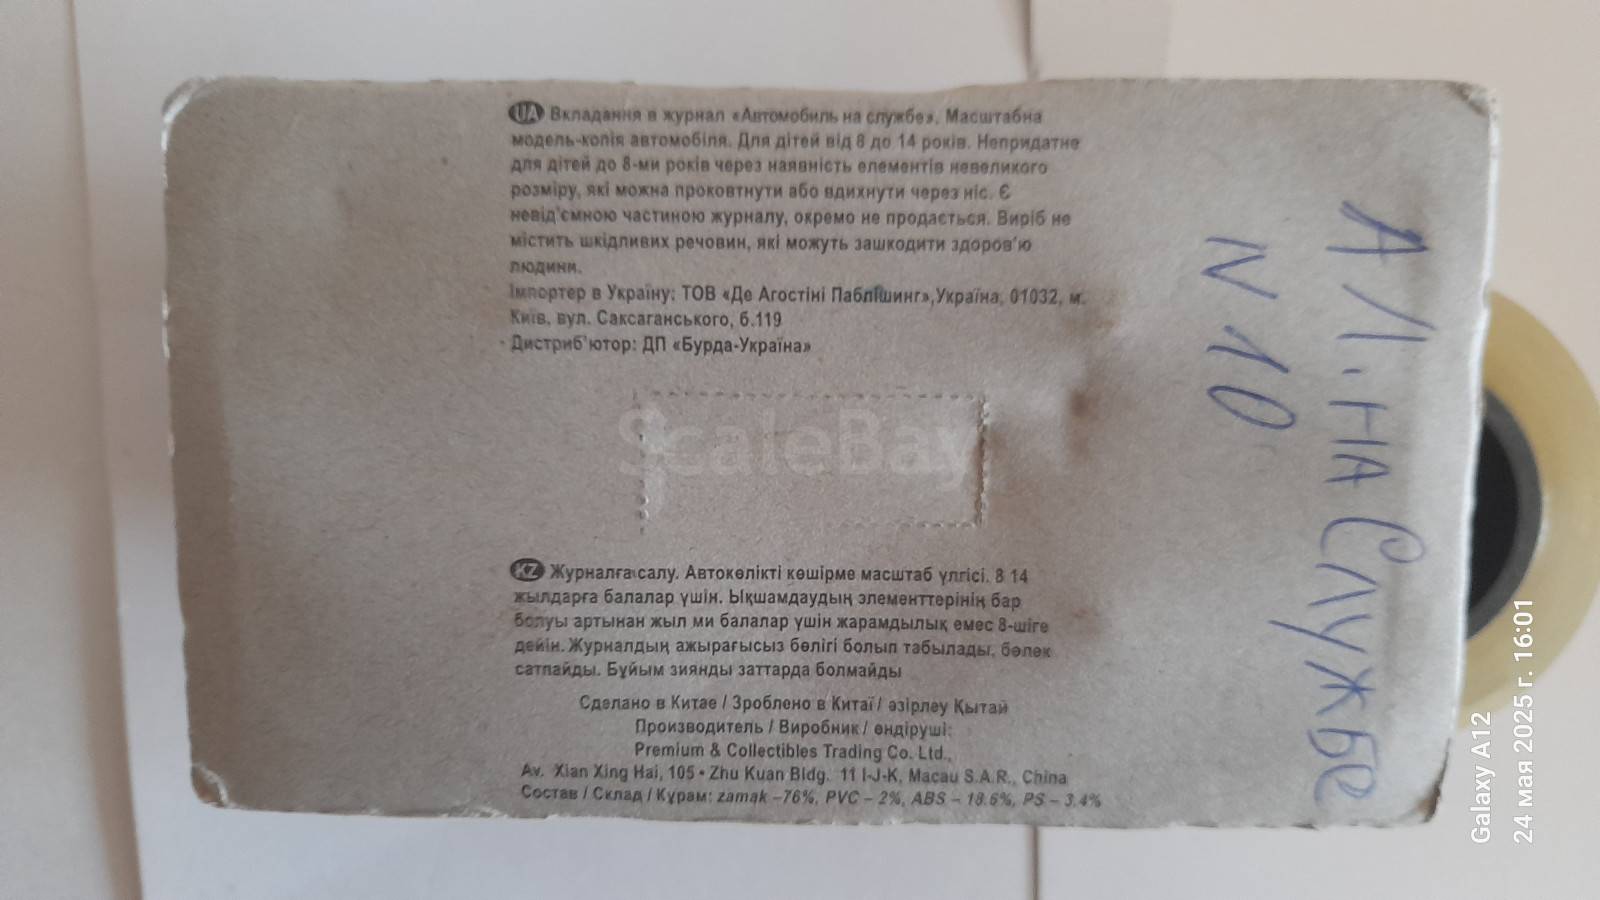 UA Вкладання в журнал «Автомобиль на службе». Масштабна
модель-копія автомобіля. Для дітей від 8 до 14 років. Непридатне
для дітей до 8-ми років через наявність елементів невеликого
розміру, які можна проковтнути або вдихнути через ніс. Є
невід'ємною частиною журналу, окремо не продається. Виріб не
містить шкідливих речовин, які можуть зашкодити здоров'ю
людини.
Імпортер в Україну: ТОВ «Де Агостіні Паблішинг»,Україна, 01032, м.
Київ, вул. Саксаганського, б.119
Дистриб'ютор: ДП «Бурда-Україна»
ScaleBay
KZ Журналға салу. Автокөлікті көшірме масштаб үлгісі. 8 14
жылдарға балалар үшін. Ықшамдаудың элементтерінің бар
болуы артынан жыл ми балалар үшін жарамдылық емес 8-шіге
дейін. Журналдың ажырағысыз бөлігі болып табылады, бөлек
сатпайды. Бұйым зиянды заттарда болмайды
Сделано в Китае / Зроблено в Китаї / әзірлеу Қытай
Производитель / Виробник / өндіруші:
Premium & Collectibles Trading Co. Ltd.,
Av. Xian Xing Hai, 105 • Zhu Kuan Bldg. 11 I-J-K, Macau S.A.R., China
Состав / Склад / Құрам: zamak –76%, PVC – 2%, ABS – 18.6%, PS – 3.4%
АЛ. НА СЛУЖБЕ
N 10
Galaxy A12
24 мая 2025 г. 16:01